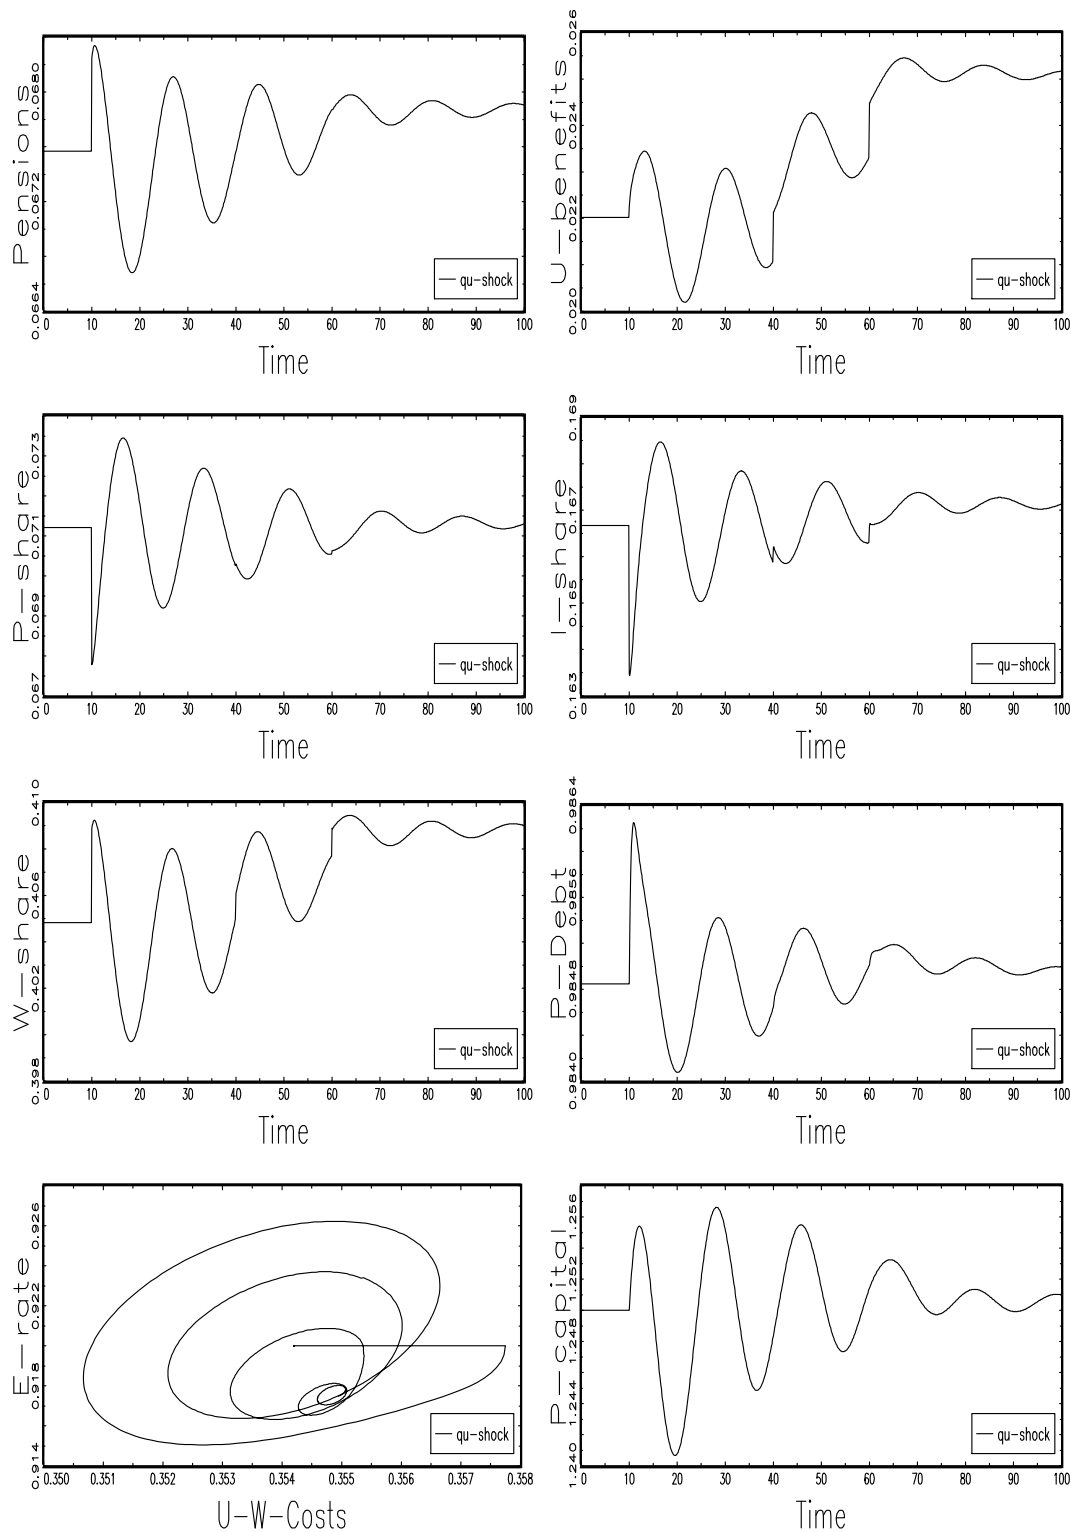 Pensions
0.0664 0.0672 0.0680
qu-shock
0 10 20 30 40 50 60 70 80 90 100
Time
U-benefits
0.020 0.022 0.024 0.026
qu-shock
0 10 20 30 40 50 60 70 80 90 100
Time
P-share
0.067 0.069 0.071 0.073
qu-shock
0 10 20 30 40 50 60 70 80 90 100
Time
I-share
0.163 0.165 0.167 0.169
qu-shock
0 10 20 30 40 50 60 70 80 90 100
Time
W-share
0.398 0.402 0.406 0.410
qu-shock
0 10 20 30 40 50 60 70 80 90 100
Time
P-Debt
0.9840 0.9848 0.9856 0.9864
qu-shock
0 10 20 30 40 50 60 70 80 90 100
Time
E-rate
0.914 0.918 0.922 0.926
qu-shock
0.350 0.351 0.352 0.353 0.354 0.355 0.356 0.357 0.358
U-W-Costs
P-capital
1.240 1.244 1.248 1.252 1.256
qu-shock
0 10 20 30 40 50 60 70 80 90 100
Time